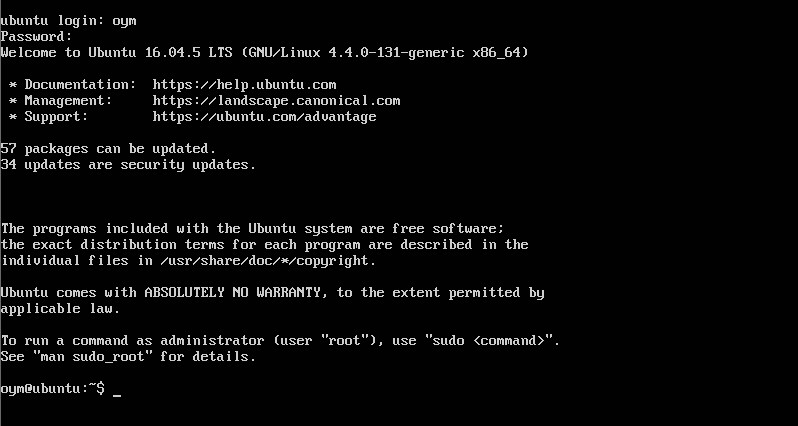 ubuntu login: oym
Password:
Welcome to Ubuntu 16.04.5 LTS (GNU/Linux 4.4.0-131-generic x86_64)
* Documentation:  https://help.ubuntu.com
* Management:     https://landscape.canonical.com
* Support:        https://ubuntu.com/advantage
57 packages can be updated.
34 updates are security updates.
The programs included with the Ubuntu system are free software;
the exact distribution terms for each program are described in the
individual files in /usr/share/doc/*/copyright.
Ubuntu comes with ABSOLUTELY NO WARRANTY, to the extent permitted by
applicable law.
To run a command as administrator (user "root"), use "sudo <command>".
See "man sudo_root" for details.
oym@ubuntu:~$ _